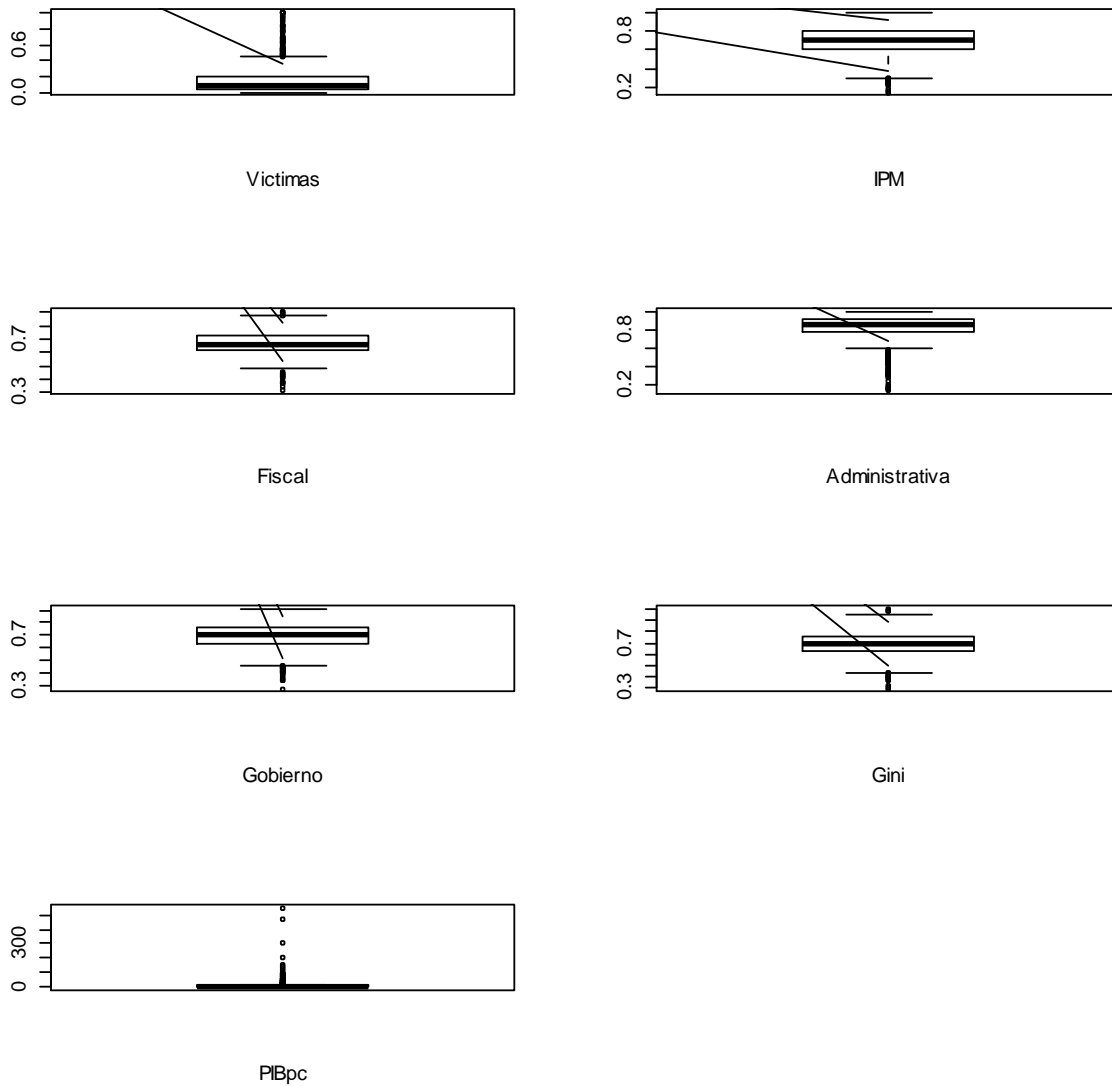 0.0 0.6
Victimas
0.2 0.8
IPM
0.3 0.7
Fiscal
0.2 0.8
Administrativa
0.3 0.7
Gobierno
0.3 0.7
Gini
0 300
PIBpc